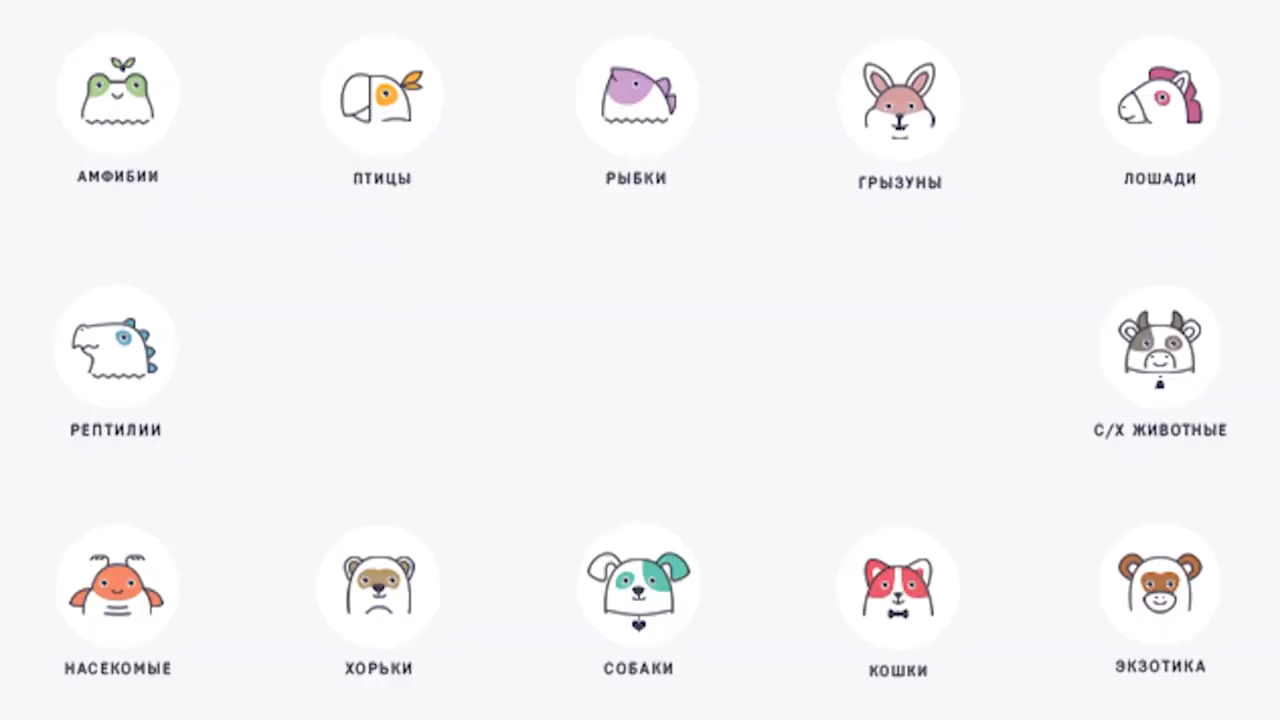 АМФИБИИ
ПТИЦЫ
РЫБКИ
ГРЫЗУНЫ
ЛОШАДИ
РЕПТИЛИИ
С/Х ЖИВОТНЫЕ
НАСЕКОМЫЕ
ХОРЬКИ
СОБАКИ
КОШКИ
ЭКЗОТИКА